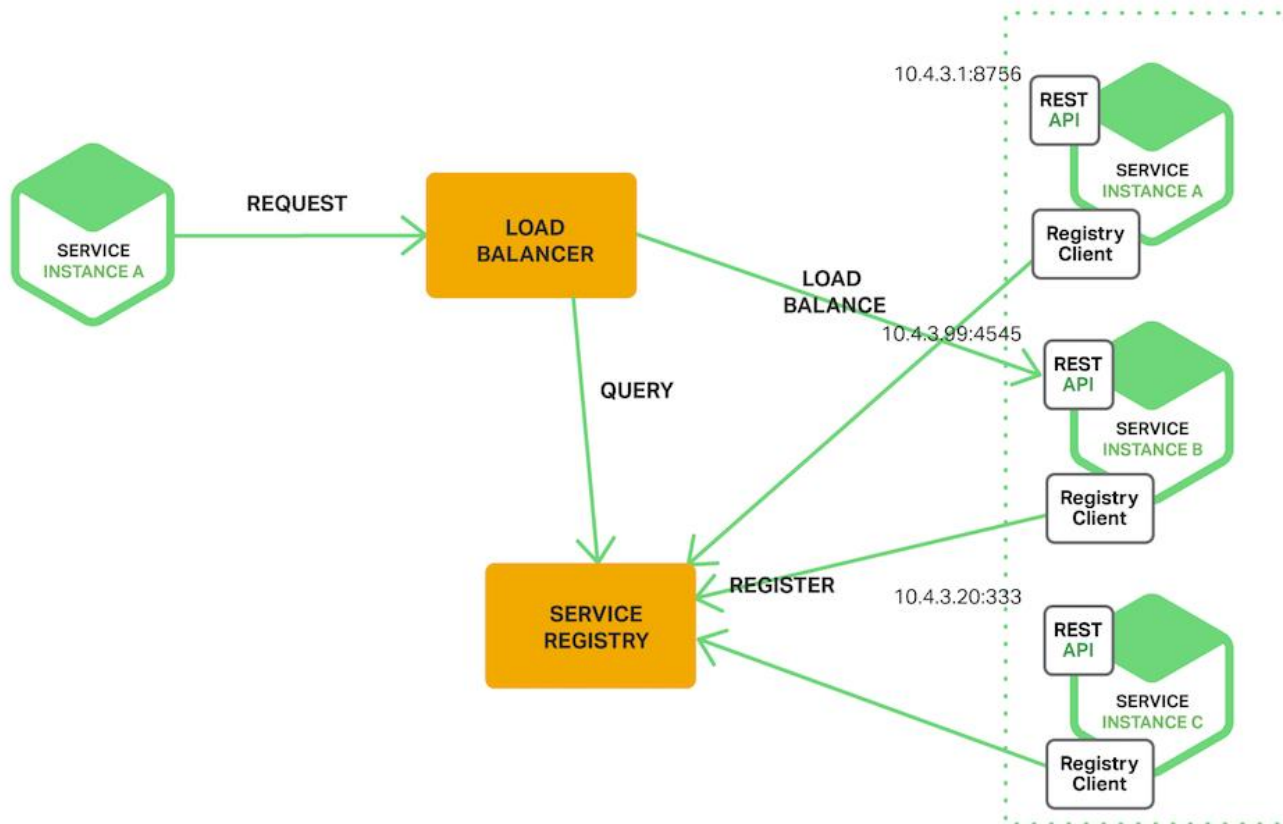 10.4.3.1:8756
REST
API
SERVICE
INSTANCE A
Registry
Client
SERVICE
INSTANCE A
REQUEST
LOAD
BALANCER
LOAD
BALANCE
10.4.3.99:4545
REST
API
SERVICE
INSTANCE B
Registry
Client
QUERY
SERVICE
REGISTRY
REGISTER
10.4.3.20:333
REST
API
SERVICE
INSTANCE C
Registry
Client